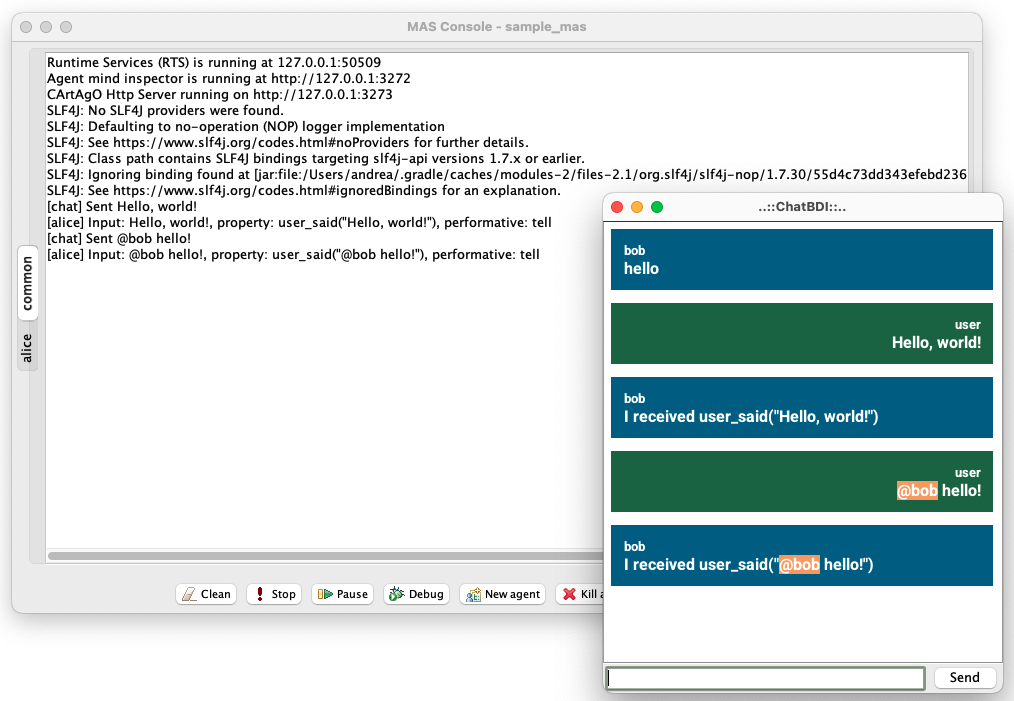 MAS Console - sample_mas
Runtime Services (RTS) is running at 127.0.0.1:50509
Agent mind inspector is running at http://127.0.0.1:3272
CArtAgO Http Server running on http://127.0.0.1:3273
SLF4J: No SLF4J providers were found.
SLF4J: Defaulting to no-operation (NOP) logger implementation
SLF4J: See https://www.slf4j.org/codes.html#noProviders for further details.
SLF4J: Class path contains SLF4J bindings targeting slf4j-api versions 1.7.x or earlier.
SLF4J: Ignoring binding found at [jar:file:/Users/andrea/.gradle/caches/modules-2/files-2.1/org.slf4j/slf4j-nop/1.7.30/55d4c73dd343efebd236
SLF4J: See https://www.slf4j.org/codes.html#ignoredBindings for an explanation.
[chat] Sent Hello, world!
[alice] Input: Hello, world!, property: user_said("Hello, world!"), performative: tell
[chat] Sent @bob hello!
[alice] Input: @bob hello!, property: user_said("@bob hello!"), performative: tell
common
alice
Clean
Stop
Pause
Debug
New agent
Kill a
..::ChatBDI::..
bob
hello
user
Hello, world!
bob
I received user_said("Hello, world!")
user
@bob hello!
bob
I received user_said("@bob hello!")
Send